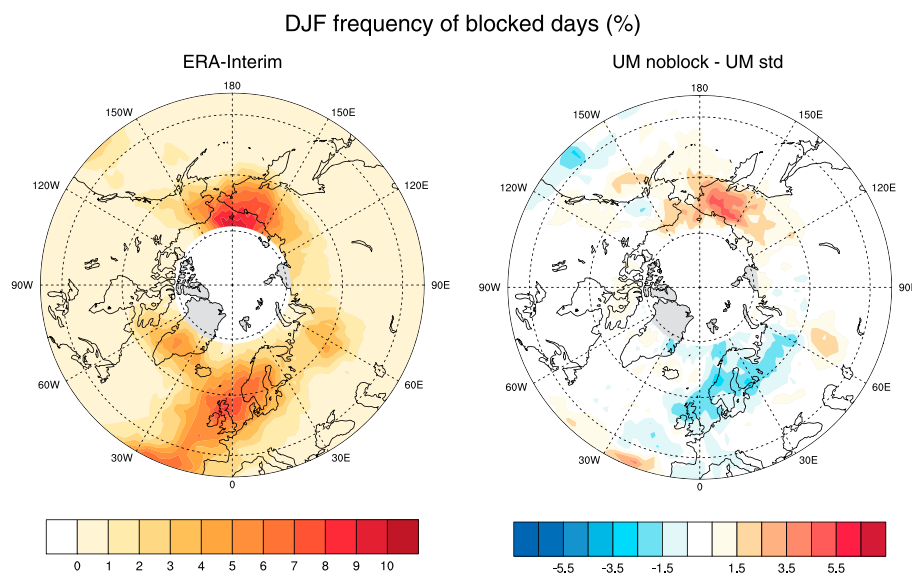 DJF frequency of blocked days (%)
ERA-Interim
UM noblock - UM std
180
150W
150E
120W
120E
90W
90E
60W
60E
30W
30E
0
180
150W
150E
120W
120E
90W
90E
60W
60E
30W
30E
0
0 1 2 3 4 5 6 7 8 9 10
-5.5 -3.5 -1.5 1.5 3.5 5.5